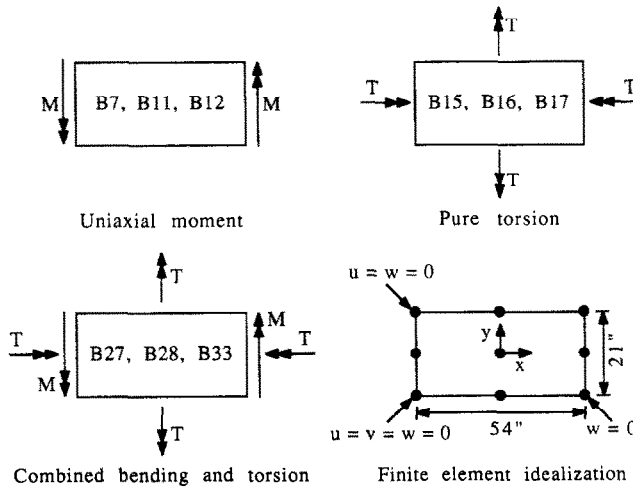 M
B7, B11, B12
M
Uniaxial moment
T
T
B15, B16, B17
T
T
Pure torsion
T
T
M
B27, B28, B33
M
T
T
Combined bending and torsion
u = w = 0
y
x
21"
u = v = w = 0
54"
w = 0
Finite element idealization